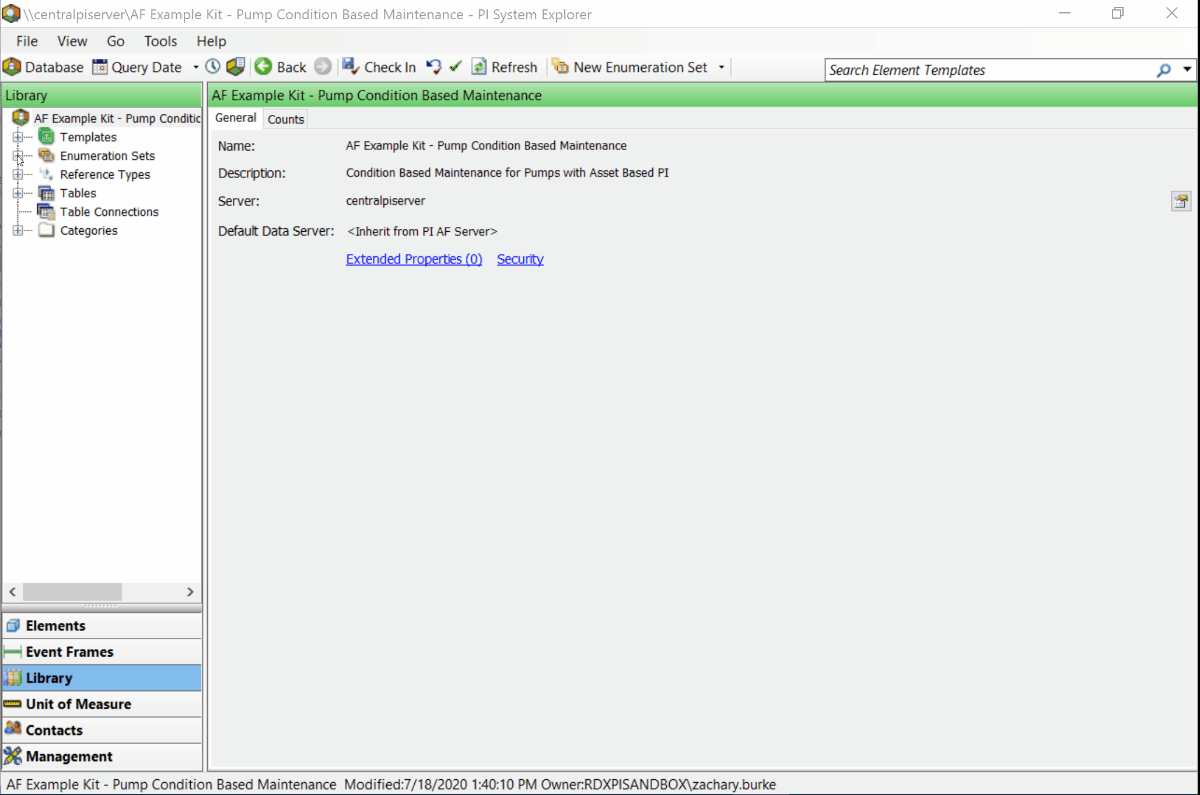 \\centralpiserver\AF Example Kit - Pump Condition Based Maintenance - PI System Explorer
File View Go Tools Help
Database Query Date Back Check In Refresh New Enumeration Set Search Element Templates
Library
AF Example Kit - Pump Conditic
Templates
Enumeration Sets
Reference Types
Tables
Table Connections
Categories
Elements
Event Frames
Library
Unit of Measure
Contacts
Management
AF Example Kit - Pump Condition Based Maintenance
General Counts
Name: AF Example Kit - Pump Condition Based Maintenance
Description: Condition Based Maintenance for Pumps with Asset Based PI
Server: centralpiserver
Default Data Server: <Inherit from PI AF Server>
Extended Properties (0) Security
AF Example Kit - Pump Condition Based Maintenance Modified:7/18/2020 1:40:10 PM Owner:RDXPISANDBOX\zachary.burke